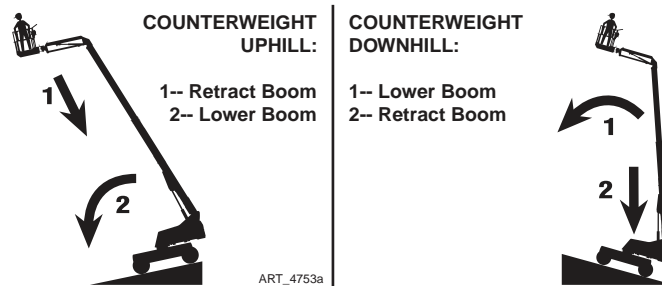 COUNTERWEIGHT
UPHILL:
1-- Retract Boom
2-- Lower Boom
1
2
ART_4753a
COUNTERWEIGHT
DOWNHILL:
1-- Lower Boom
2-- Retract Boom
1
2